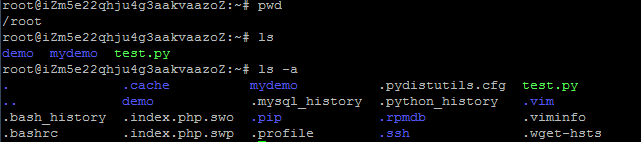 root@iZm5e22qhju4g3aakvaazoZ:~# pwd
/root
root@iZm5e22qhju4g3aakvaazoZ:~# ls
demo mydemo test.py
root@iZm5e22qhju4g3aakvaazoZ:~# ls -a
. .cache mydemo .pydistutils.cfg test.py
.. demo .mysql_history .python_history .vim
.bash_history .index.php.swo .pip .rpmdb .viminfo
.bashrc .index.php.swp .profile .ssh .wget-hsts